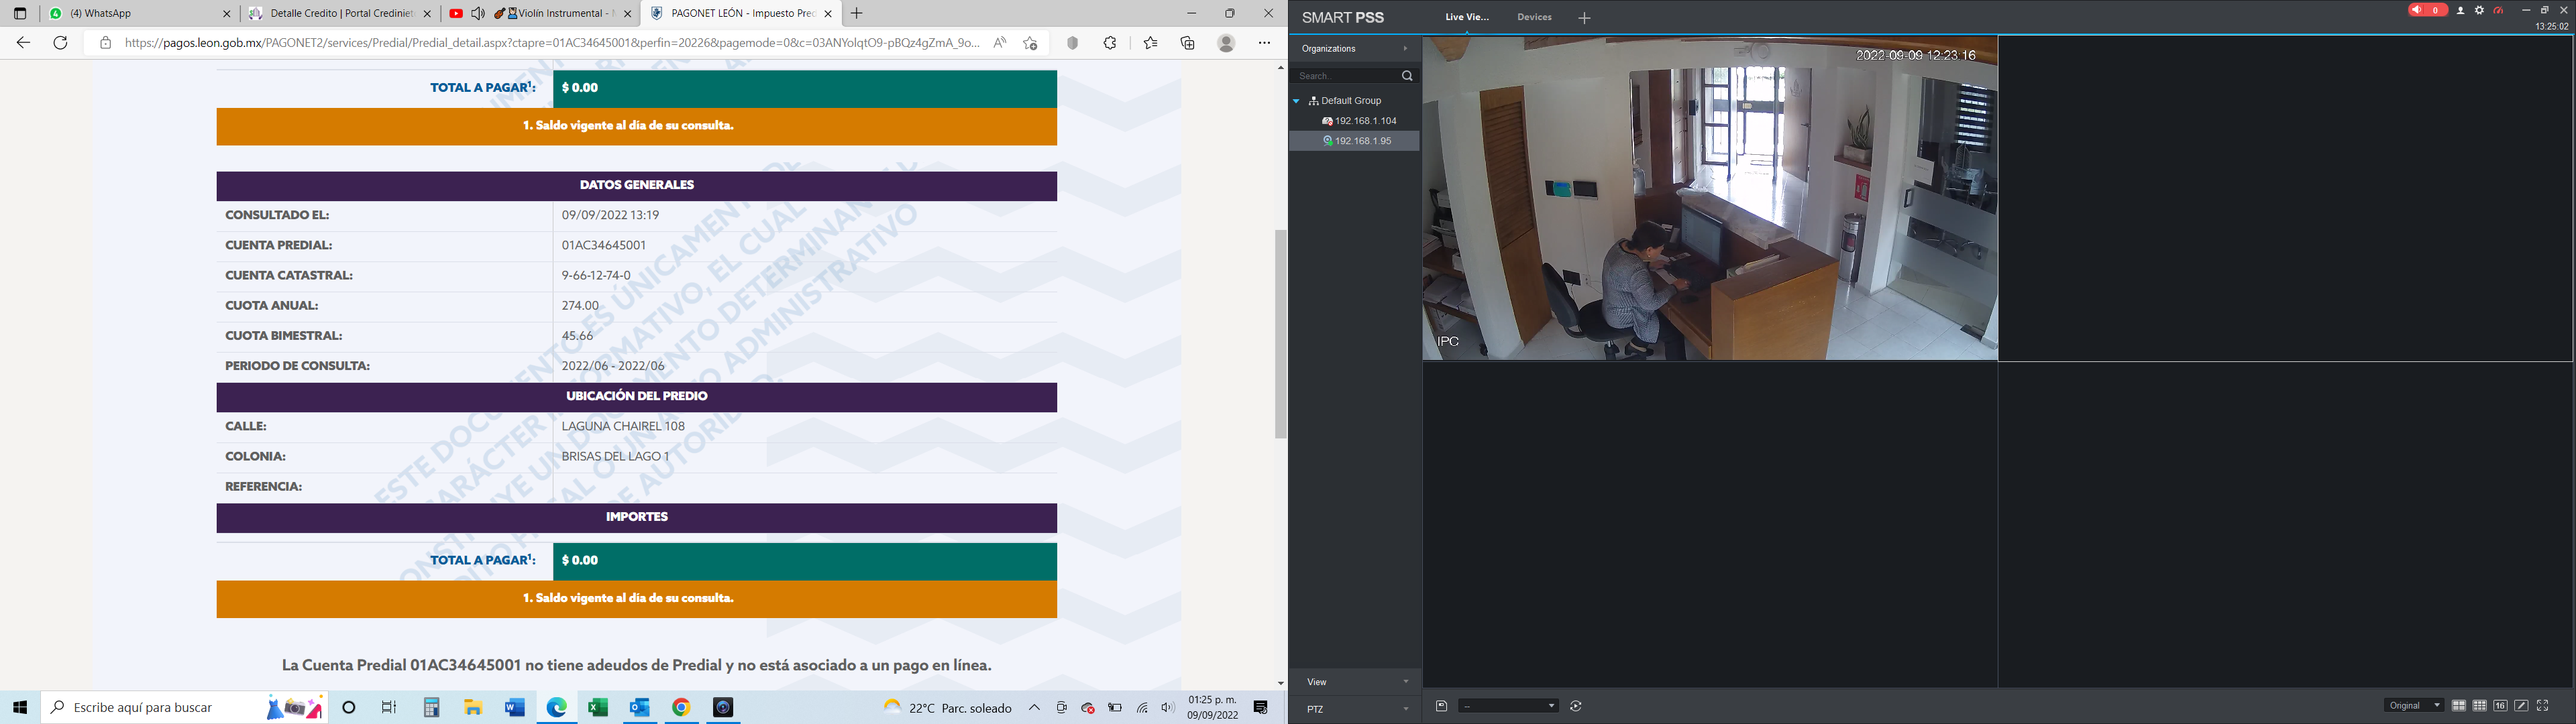 (4) WhatsApp
Detalle Credito | Portal Crediniet
Violín Instrumental -
PAGONET LEÓN - Impuesto Pred
https://pagos.leon.gob.mx/PAGONET2/services/Predial/Predial_detail.aspx?ctapre=01AC34645001&perfin=20226&pagemode=0&c=03ANYolqtO9-pBQz4gZmA_9o...
TOTAL A PAGAR¹: $ 0.00
1. Saldo vigente al día de su consulta.
DATOS GENERALES
CONSULTADO EL: 09/09/2022 13:19
CUENTA PREDIAL: 01AC34645001
CUENTA CATASTRAL: 9-66-12-74-0
CUOTA ANUAL: 274.00
CUOTA BIMESTRAL: 45.66
PERIODO DE CONSULTA: 2022/06 - 2022/06
UBICACIÓN DEL PREDIO
CALLE: LAGUNA CHAIREL 108
COLONIA: BRISAS DEL LAGO 1
REFERENCIA:
IMPORTES
TOTAL A PAGAR¹: $ 0.00
1. Saldo vigente al día de su consulta.
La Cuenta Predial 01AC34645001 no tiene adeudos de Predial y no está asociado a un pago en línea.
Escribe aquí para buscar
22°C Parc. soleado
01:25 p. m.
09/09/2022
SMART PSS
Live Vie...
Devices
0
13:25:02
Organizations
Search...
Default Group
192.168.1.104
192.168.1.95
View
PTZ
2022-09-09 12:23:16
IPC
--
Original
16